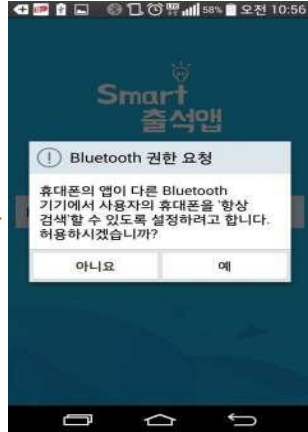 58% 오전 10:56
Smart
출석앱
Bluetooth 권한 요청
휴대폰의 앱이 다른 Bluetooth
기기에서 사용자의 휴대폰을 '항상
검색'할 수 있도록 설정하려고 합니다.
허용하시겠습니까?
아니요 예